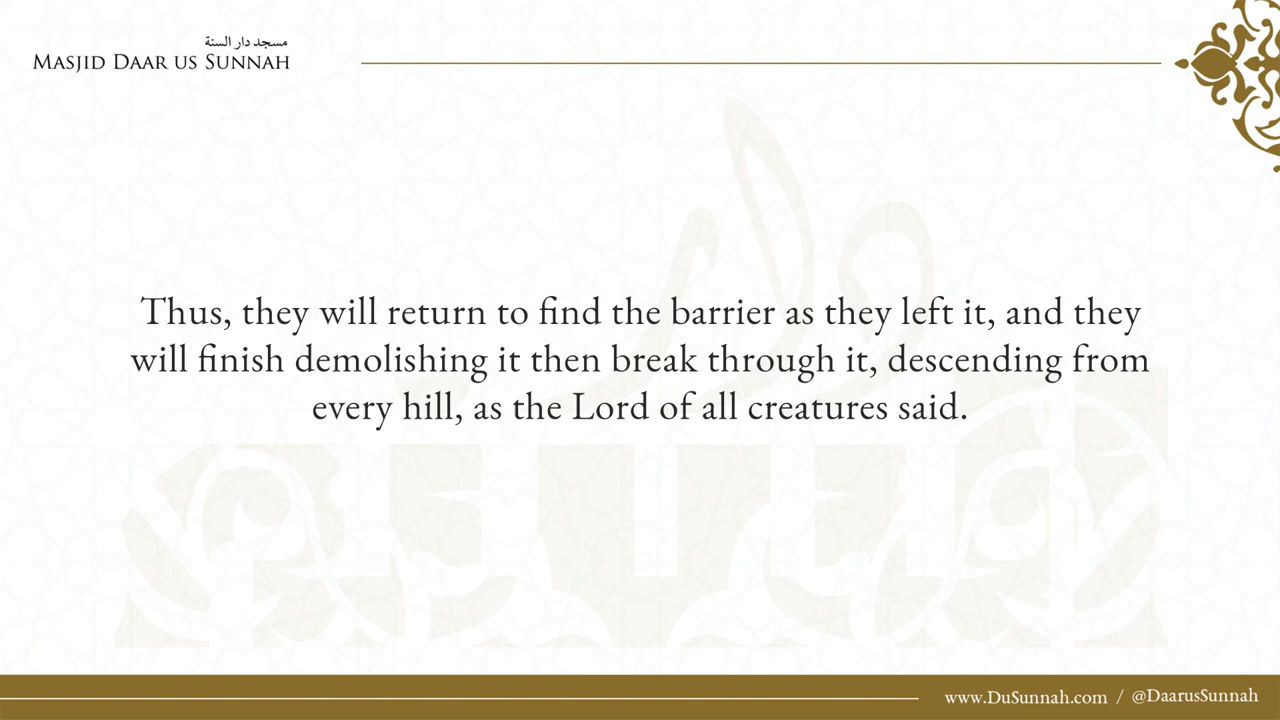 مسجد دار السنة
MASJID DAAR US SUNNAH
Thus, they will return to find the barrier as they left it, and they
will finish demolishing it then break through it, descending from
every hill, as the Lord of all creatures said.
www.DuSunnah.com / @DaarusSunnah